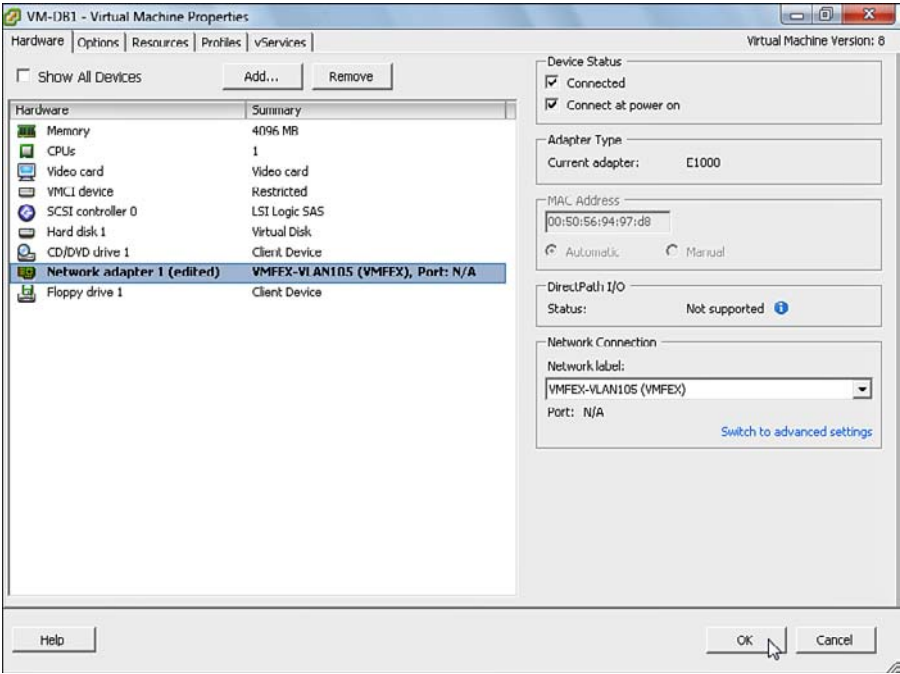 VM-DB1 - Virtual Machine Properties
Hardware Options Resources Profiles vServices Virtual Machine Version: 8
Show All Devices Add... Remove
Hardware Summary
Memory 4096 MB
CPUs 1
Video card Video card
VMCI device Restricted
SCSI controller 0 LSI Logic SAS
Hard disk 1 Virtual Disk
CD/DVD drive 1 Client Device
Network adapter 1 (edited) VMFEX-VLAN105 (VMFEX), Port: N/A
Floppy drive 1 Client Device
Device Status
Connected
Connect at power on
Adapter Type
Current adapter: E1000
MAC Address
00:50:56:94:97:d8
Automatic Manual
DirectPath I/O
Status: Not supported
Network Connection
Network label:
VMFEX-VLAN105 (VMFEX)
Port: N/A
Switch to advanced settings
Help OK Cancel